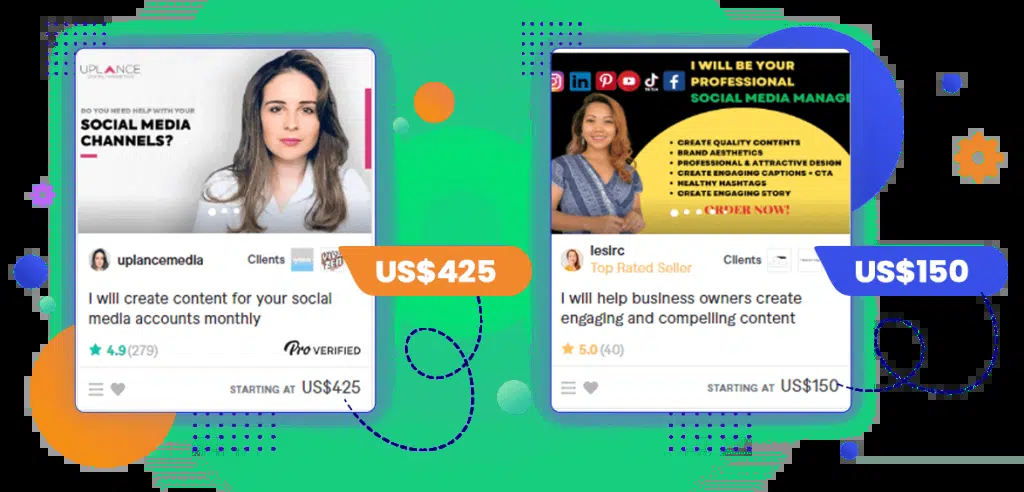 UPLANCE
DO YOU NEED HELP WITH YOUR
SOCIAL MEDIA
CHANNELS?
uplancemedia
Clients
US$425
I will create content for your social
media accounts monthly
4.9 (279)
Pro VERIFIED
STARTING AT US$425
I WILL BE YOUR
PROFESSIONAL
SOCIAL MEDIA MANAGE
• CREATE QUALITY CONTENTS
• BRAND AESTHETICS
• PROFESSIONAL & ATTRACTIVE DESIGN
• CREATE ENGAGING CAPTIONS + CTA
• HEALTHY HASHTAGS
• CREATE ENGAGING STORY
ORDER NOW!
leslrc
Top Rated Seller
Clients
US$150
I will help business owners create
engaging and compelling content
5.0 (40)
STARTING AT US$150